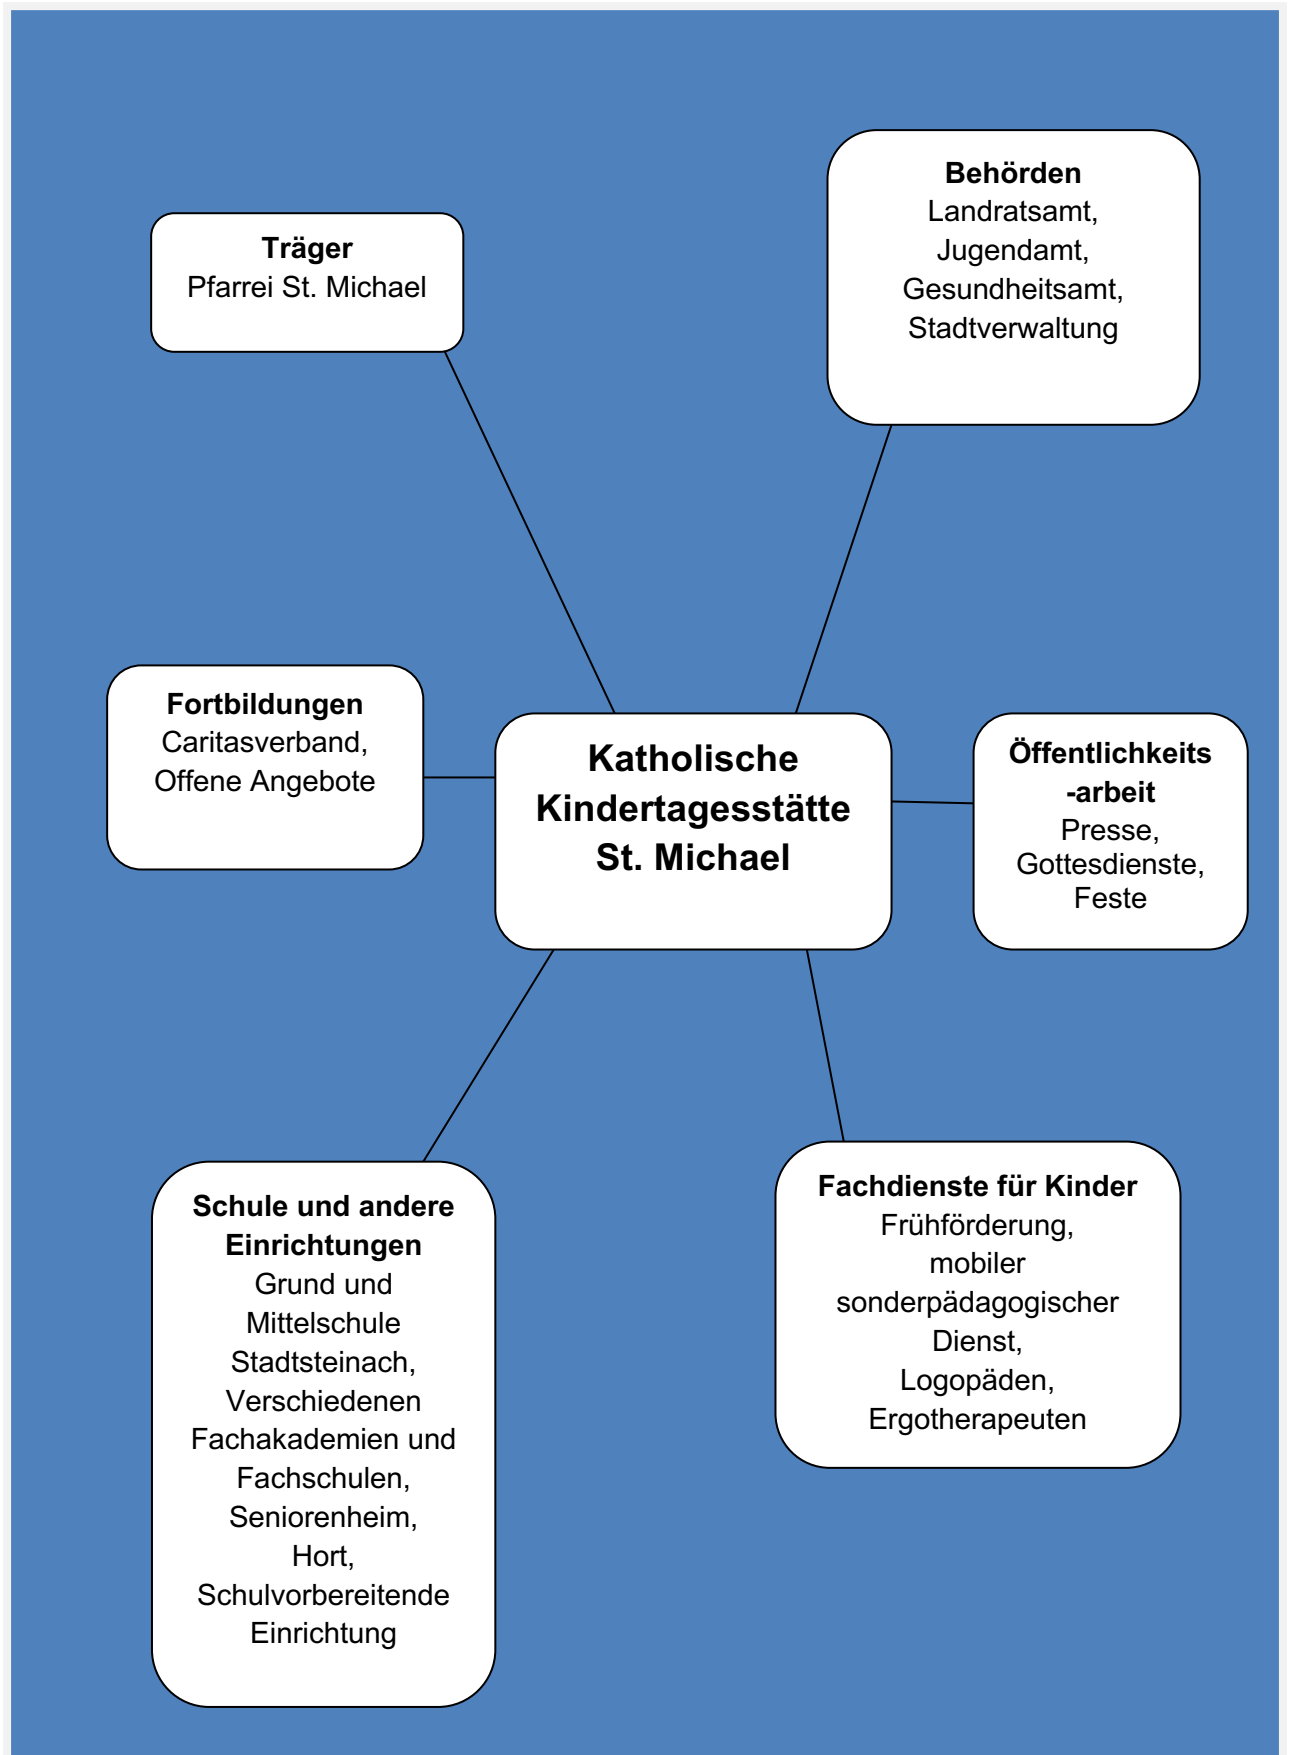 Behörden
Landratsamt,
Jugendamt,
Gesundheitsamt,
Stadtverwaltung
Träger
Pfarrei St. Michael
Fortbildungen
Caritasverband,
Offene Angebote
Katholische
Kindertagesstätte
St. Michael
Öffentlichkeits
-arbeit
Presse,
Gottesdienste,
Feste
Schule und andere
Einrichtungen
Grund und
Mittelschule
Stadtsteinach,
Verschiedenen
Fachakademien und
Fachschulen,
Seniorenheim,
Hort,
Schulvorbereitende
Einrichtung
Fachdienste für Kinder
Frühförderung,
mobiler
sonderpädagogischer
Dienst,
Logopäden,
Ergotherapeuten